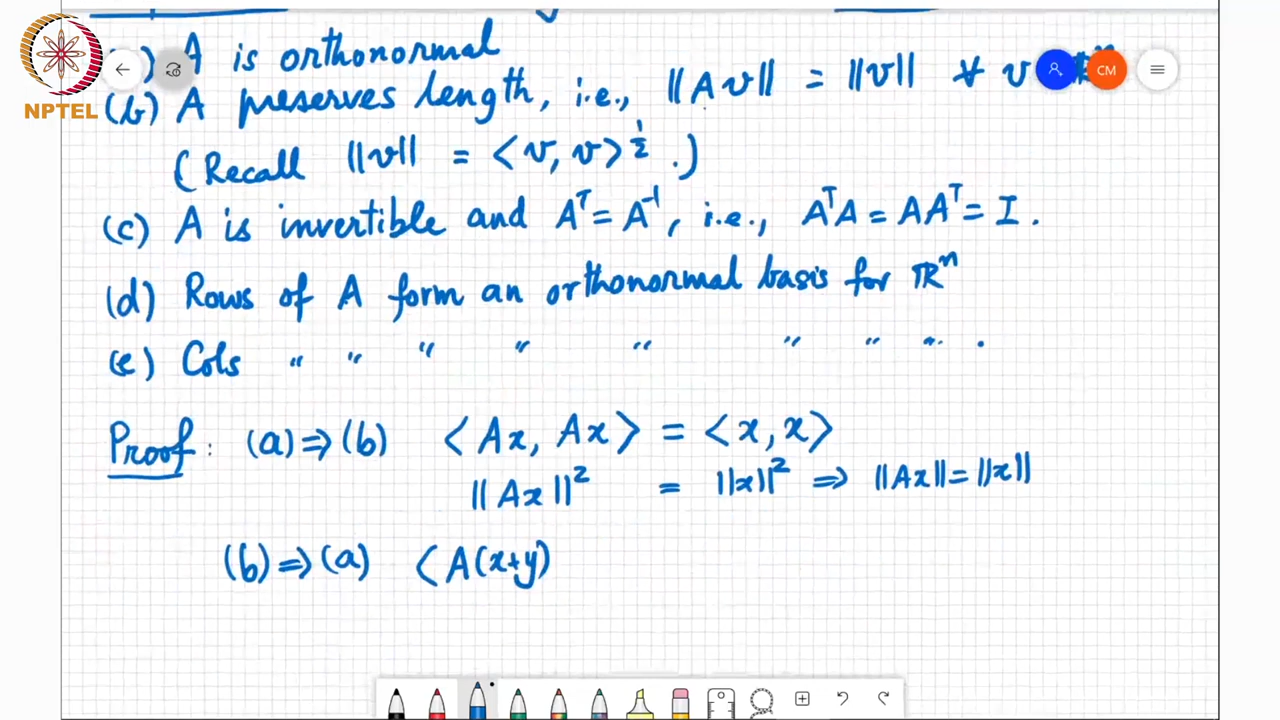 A is orthonormal
(b) A preserves length, i.e., ||Av|| = ||v|| ∀ v
(Recall ||v|| = <v, v>^{1/2}.)
(c) A is invertible and Aᵀ = A⁻¹, i.e., AᵀA = AAᵀ = I.
(d) Rows of A form an orthonormal basis for ℝⁿ
(e) Cols " " " " " " " " .
Proof : (a) ⇒ (b) <Ax, Ax> = <x, x>
||Ax||² = ||x||² ⇒ ||Ax|| = ||x||
(b) ⇒ (a) <A(x+y)
NPTEL
CM